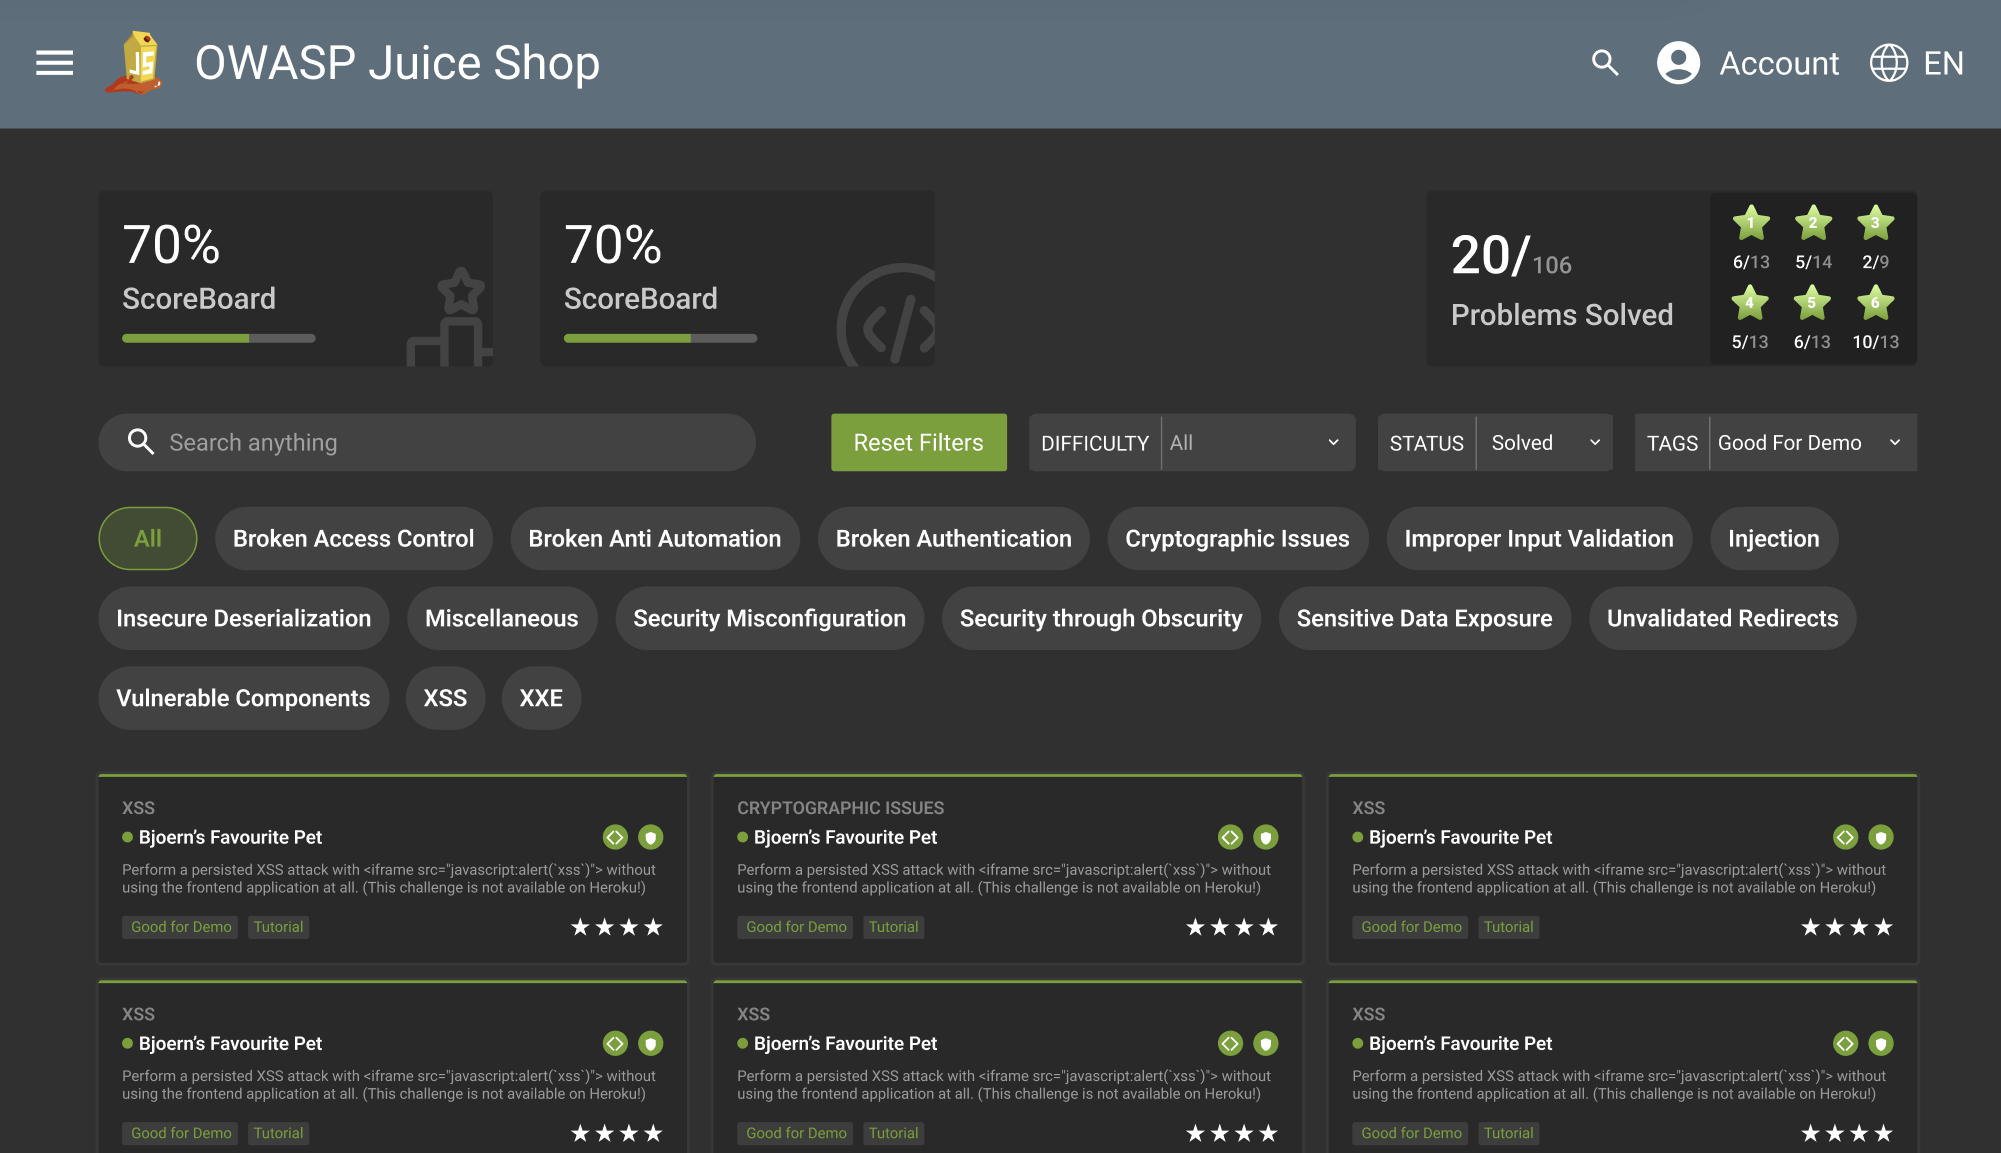 JS
OWASP Juice Shop
Account
EN
70%
ScoreBoard
70%
ScoreBoard
20/106
Problems Solved
1 2 3
6/13 5/14 2/9
4 5 6
5/13 6/13 10/13
Search anything
Reset Filters
DIFFICULTY All
STATUS Solved
TAGS Good For Demo
All Broken Access Control Broken Anti Automation Broken Authentication Cryptographic Issues Improper Input Validation Injection
Insecure Deserialization Miscellaneous Security Misconfiguration Security through Obscurity Sensitive Data Exposure Unvalidated Redirects
Vulnerable Components XSS XXE
XSS
Bjoern’s Favourite Pet
Perform a persisted XSS attack with <iframe src="javascript:alert(`xss`)"> without
using the frontend application at all. (This challenge is not available on Heroku!)
Good for Demo Tutorial
CRYPTOGRAPHIC ISSUES
Bjoern’s Favourite Pet
Perform a persisted XSS attack with <iframe src="javascript:alert(`xss`)"> without
using the frontend application at all. (This challenge is not available on Heroku!)
Good for Demo Tutorial
XSS
Bjoern’s Favourite Pet
Perform a persisted XSS attack with <iframe src="javascript:alert(`xss`)"> without
using the frontend application at all. (This challenge is not available on Heroku!)
Good for Demo Tutorial
XSS
Bjoern’s Favourite Pet
Perform a persisted XSS attack with <iframe src="javascript:alert(`xss`)"> without
using the frontend application at all. (This challenge is not available on Heroku!)
Good for Demo Tutorial
XSS
Bjoern’s Favourite Pet
Perform a persisted XSS attack with <iframe src="javascript:alert(`xss`)"> without
using the frontend application at all. (This challenge is not available on Heroku!)
Good for Demo Tutorial
XSS
Bjoern’s Favourite Pet
Perform a persisted XSS attack with <iframe src="javascript:alert(`xss`)"> without
using the frontend application at all. (This challenge is not available on Heroku!)
Good for Demo Tutorial